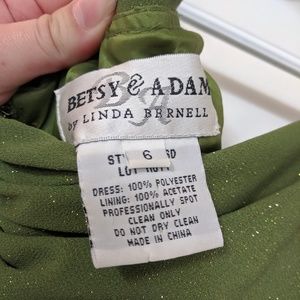 BETSY & ADAM
BY LINDA BERNELL
6
DRESS: 100% POLYESTER
LINING: 100% ACETATE
PROFESSIONALLY SPOT
CLEAN ONLY
DO NOT DRY CLEAN
MADE IN CHINA